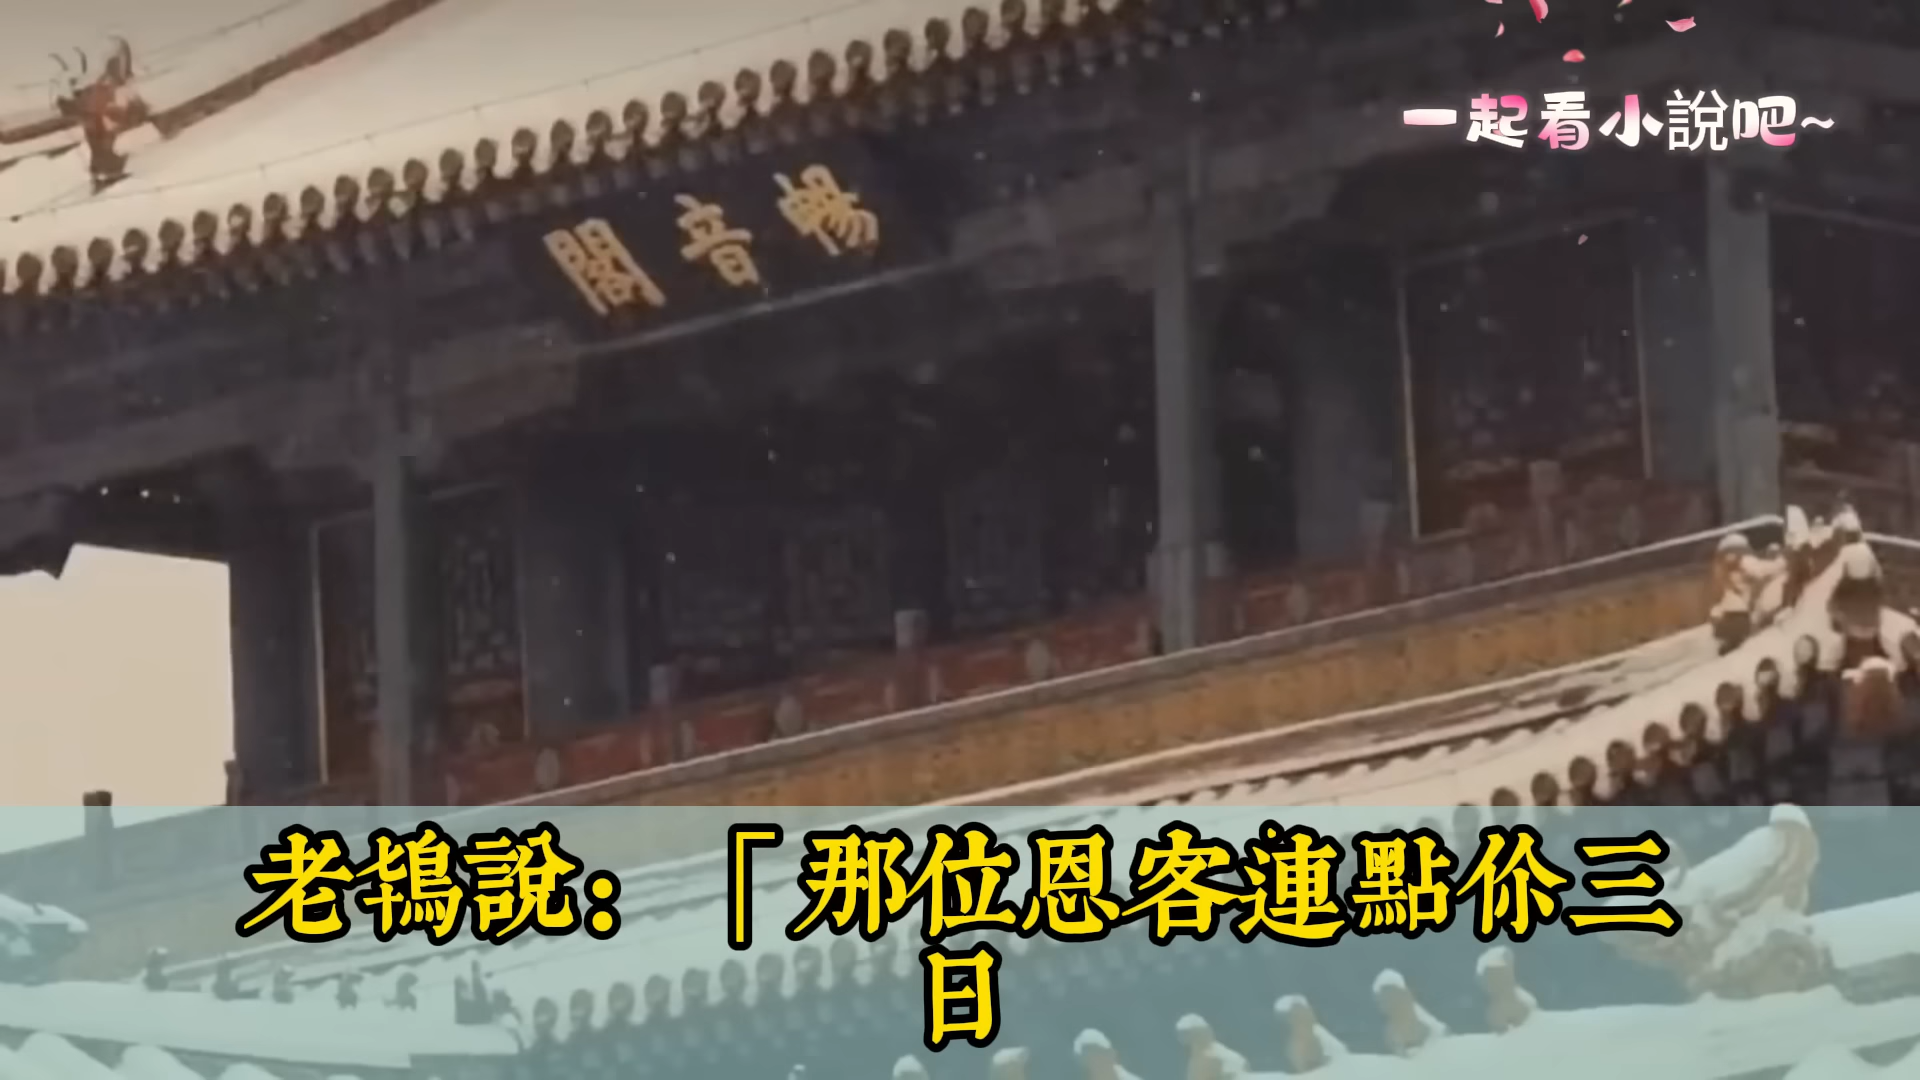 一起看小說吧~
閣音暢
老鴇說：「那位恩客連點你三
日